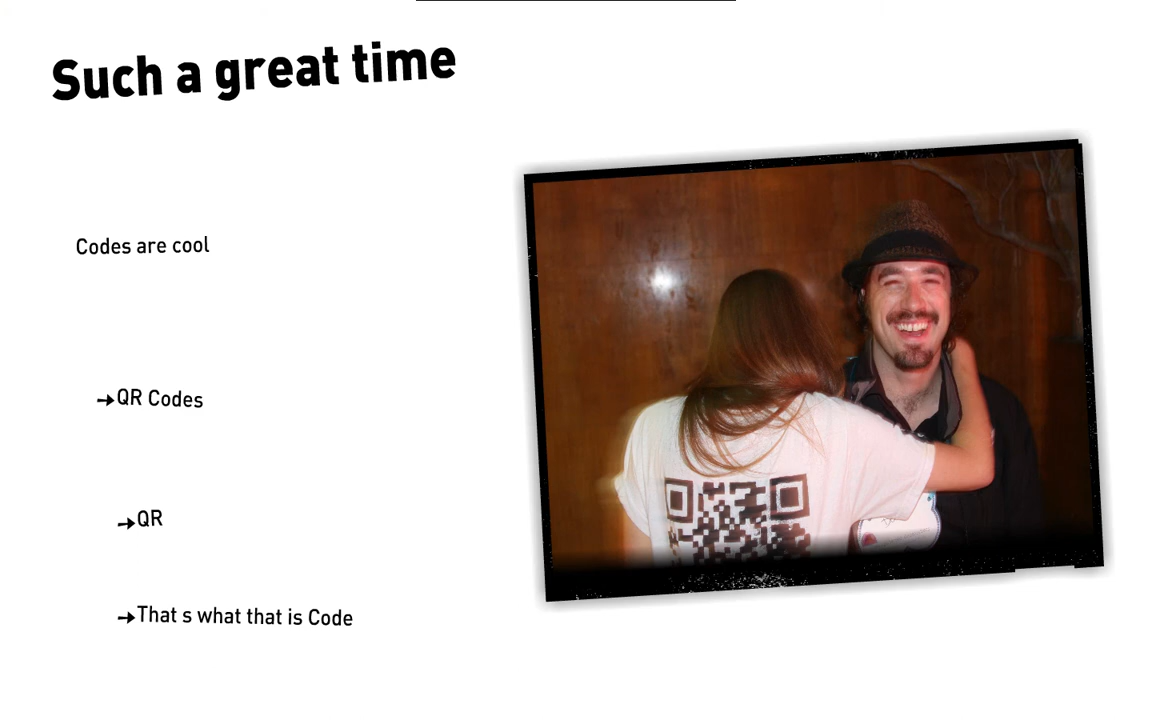 Such a great time
Codes are cool
→QR Codes
→QR
→That s what that is Code